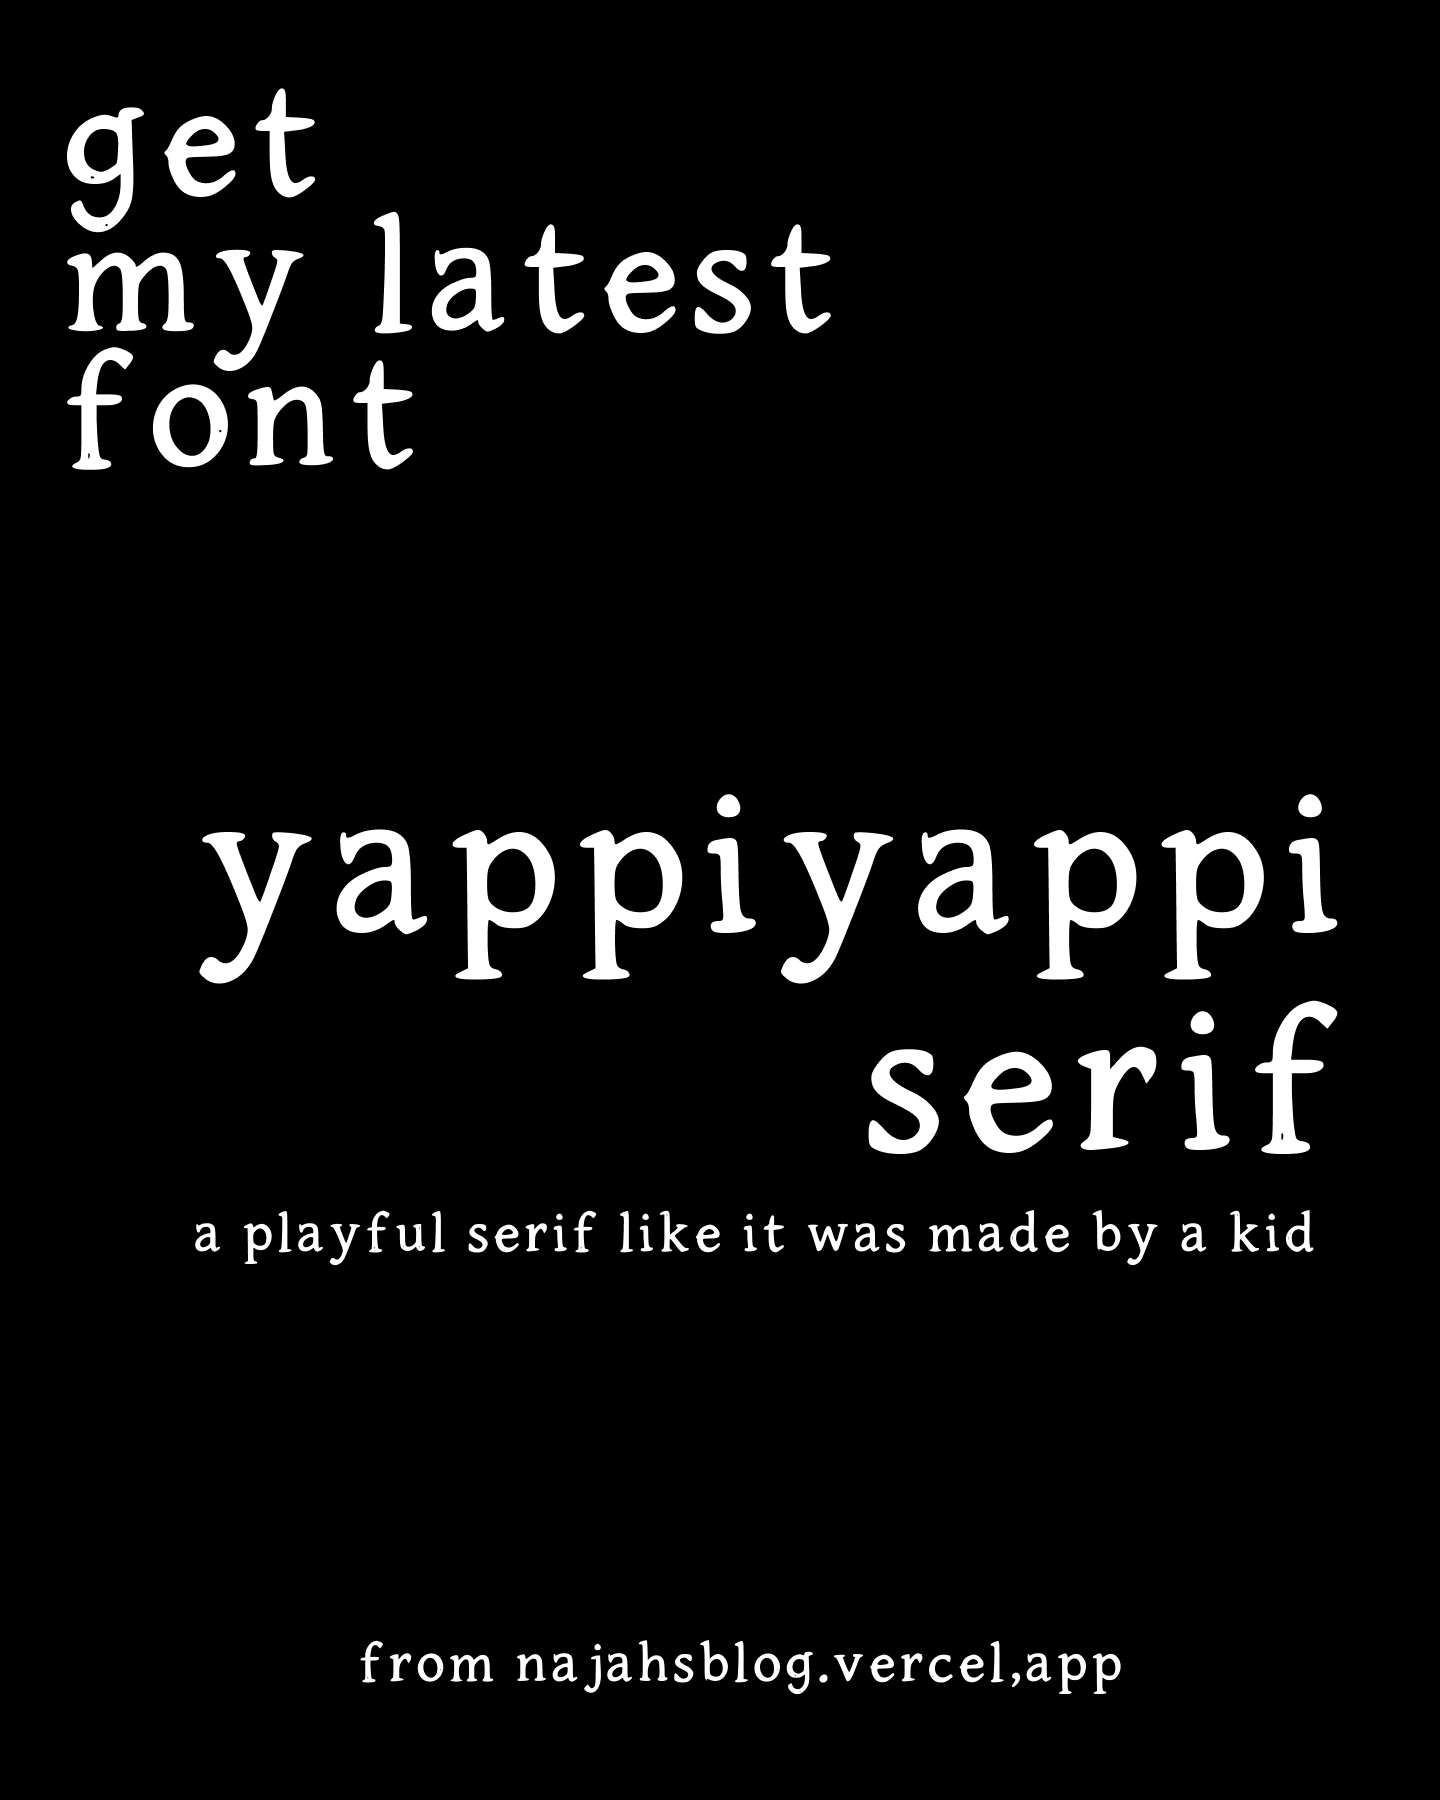 get
my latest
font
yappiyappi
serif
a playful serif like it was made by a kid
from najahsblog.vercel,app